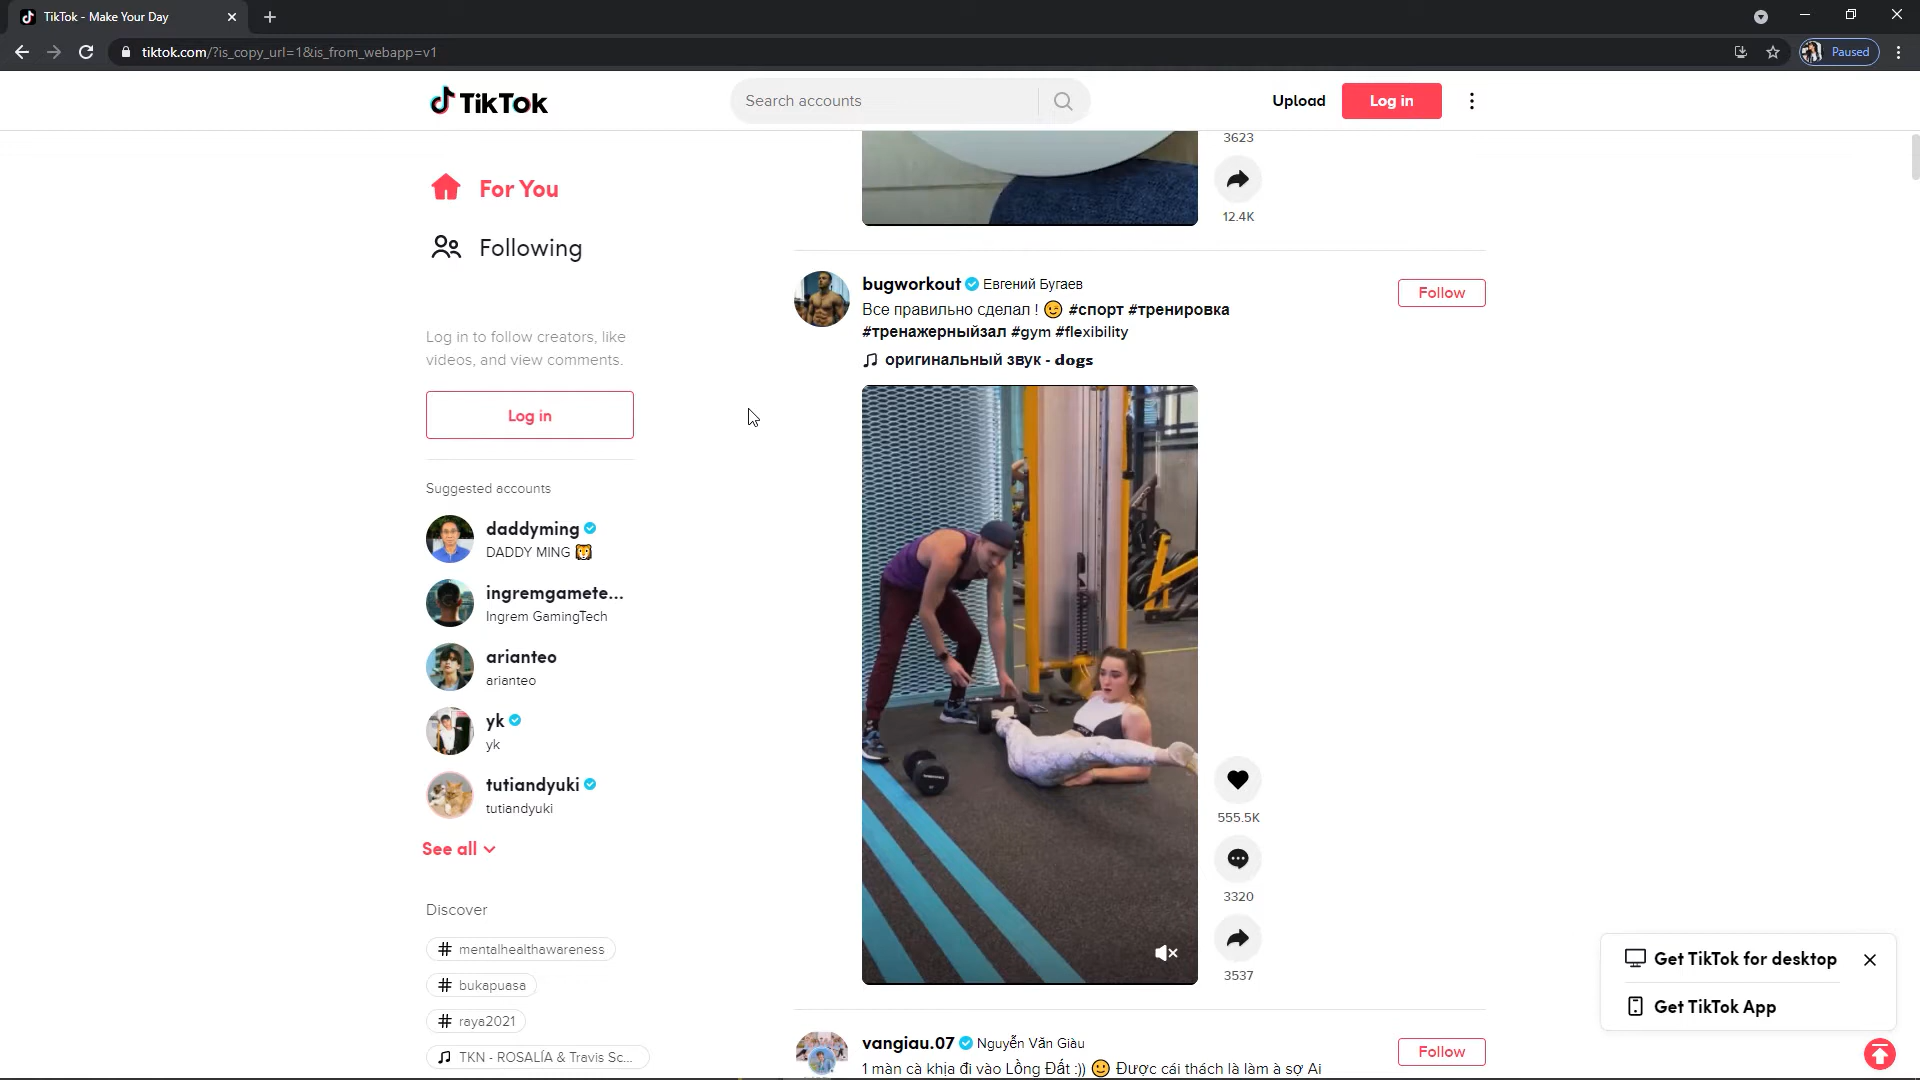 TikTok - Make Your Day
tiktok.com/?is_copy_url=1&is_from_webapp=v1
Paused
TikTok
Search accounts
Upload
Log in
For You
Following
Log in to follow creators, like
videos, and view comments.
Log in
Suggested accounts
daddyming
DADDY MING 🐯
ingremgamete...
Ingrem GamingTech
arianteo
arianteo
yk
yk
tutiandyuki
tutiandyuki
See all
Discover
# mentalhealthawareness
# bukapuasa
# raya2021
TKN - ROSALÍA & Travis Sc...
3623
12.4K
bugworkout Евгений Бугаев
Follow
Все правильно сделал ! 😉 #спорт #тренировка
#тренажерныйзал #gym #flexibility
оригинальный звук - dogs
555.5K
3320
3537
vangiau.07 Nguyễn Văn Giàu
Follow
1 màn cà khịa đi vào Lồng Đất :)) 🙂 Được cái thách là làm à sợ Ai
Get TikTok for desktop
Get TikTok App